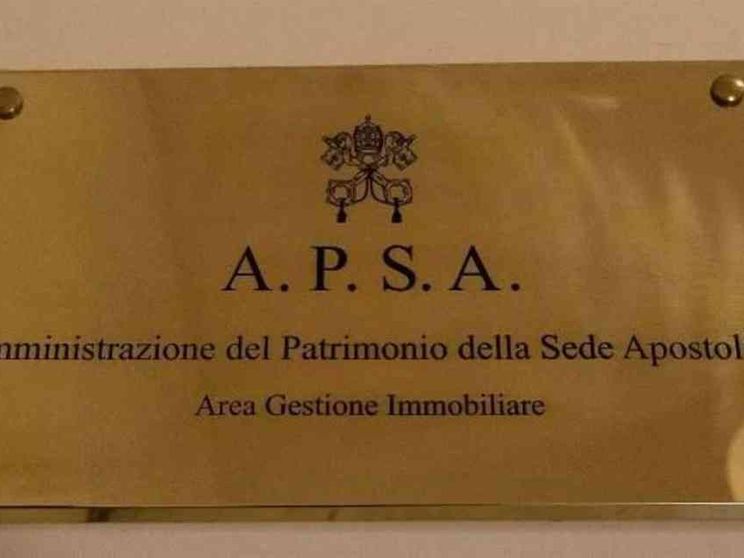 A. P. S. A.
mministrazione del Patrimonio della Sede Apostol
Area Gestione Immobiliare